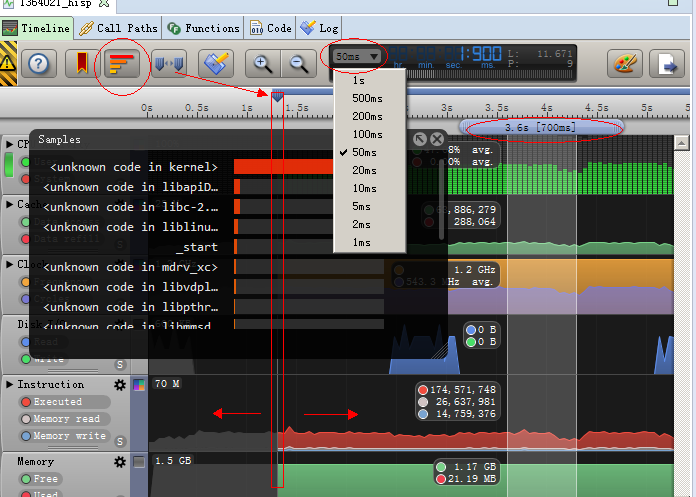 1364021_hisp
Timeline
Call Paths
Functions
Code
Log
50ms
1:900
hr. min. sec. ms.
L: 11.671
P: 9
1s
500ms
200ms
100ms
50ms
20ms
10ms
5ms
2ms
1ms
0s 0.5s 1.5s 3s 3.5s 4s 4.5s 5s
3.6s [700ms]
Samples
<unknown code in kernel>
<unknown code in libapiD...
<unknown code in libc-2....
<unknown code in liblinu...
_start
<unknown code in mdrv_xc>
<unknown code in libvdpl...
<unknown code in libpthr...
<unknown code in libmmsd
8% avg.
0% avg.
Cach
886,279
288,064
Clock
1.2 GHz
543.3 MHz avg.
Disk
Read
Write
0 B
0 B
S
Instruction
70 M
Executed
Memory read
Memory write
S
174,571,748
26,637,981
14,759,376
Memory
1.5 GB
Free
Used
1.17 GB
21.19 MB